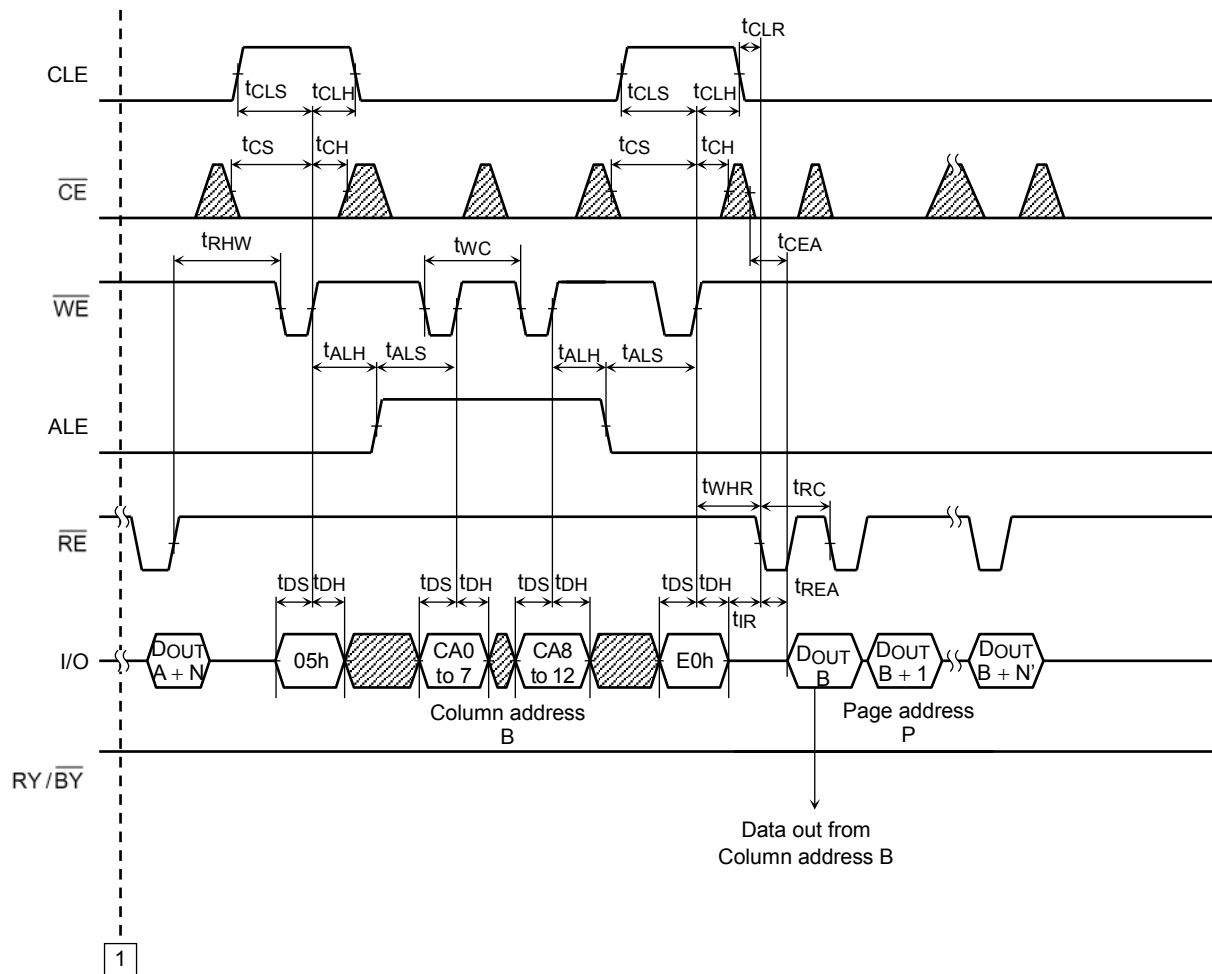 tCLR
CLE
tCLS tCLH tCLS tCLH
tCS tCH tCS tCH
CE
tCEA
tRHW tWC
WE
tALH tALS tALH tALS
ALE
tWHR tRC
RE
tDS tDH tDS tDH tDS tDH tDS tDH tREA
tIR
I/O
DOUT
A + N
05h
CA0
to 7
CA8
to 12
E0h
DOUT
B
DOUT
B + 1
DOUT
B + N’
Column address
B
Page address
P
RY / BY
Data out from
Column address B
1